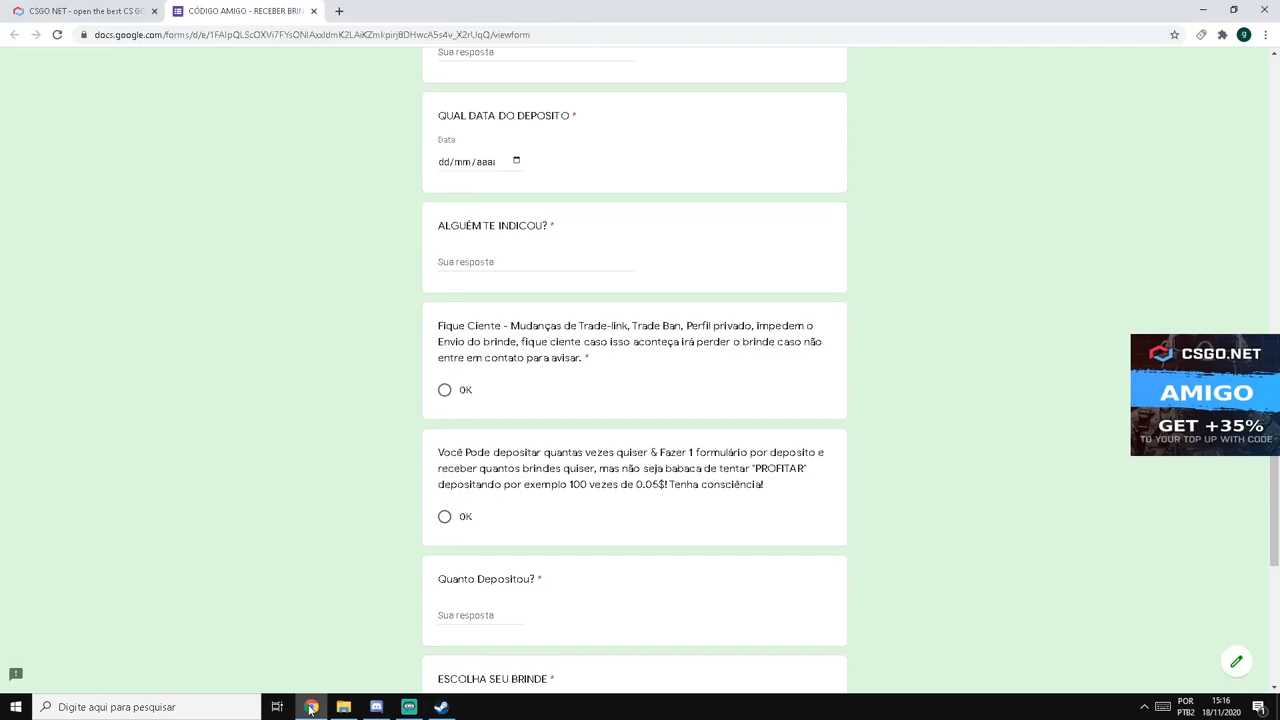 CSGO.NET - open the best CS GO
CÓDIGO AMIGO - RECEBER BRIN
docs.google.com/forms/d/e/1FAIpQLScOXVi7FYsONlAxxldmK2LAiKZmkpirj8DHwcA5s4v_X2rUqQ/viewform
g
Sua resposta
QUAL DATA DO DEPOSITO *
Data
dd/mm/aaaa
ALGUÉM TE INDICOU? *
Sua resposta
Fique Ciente - Mudanças de Trade-link, Trade Ban, Perfil privado, impedem o
Envio do brinde, fique ciente caso isso aconteça irá perder o brinde caso não
entre em contato para avisar. *
OK
CSGO.NET
AMIGO
GET +35%
TO YOUR TOP UP WITH CODE
Você Pode depositar quantas vezes quiser & Fazer 1 formulário por deposito e
receber quantos brindes quiser, mas não seja babaca de tentar "PROFITAR"
depositando por exemplo 100 vezes de 0.05$! Tenha consciência!
OK
Quanto Depositou? *
Sua resposta
ESCOLHA SEU BRINDE *
Digite aqui para pesquisar
POR
PTB2
15:16
18/11/2020
1